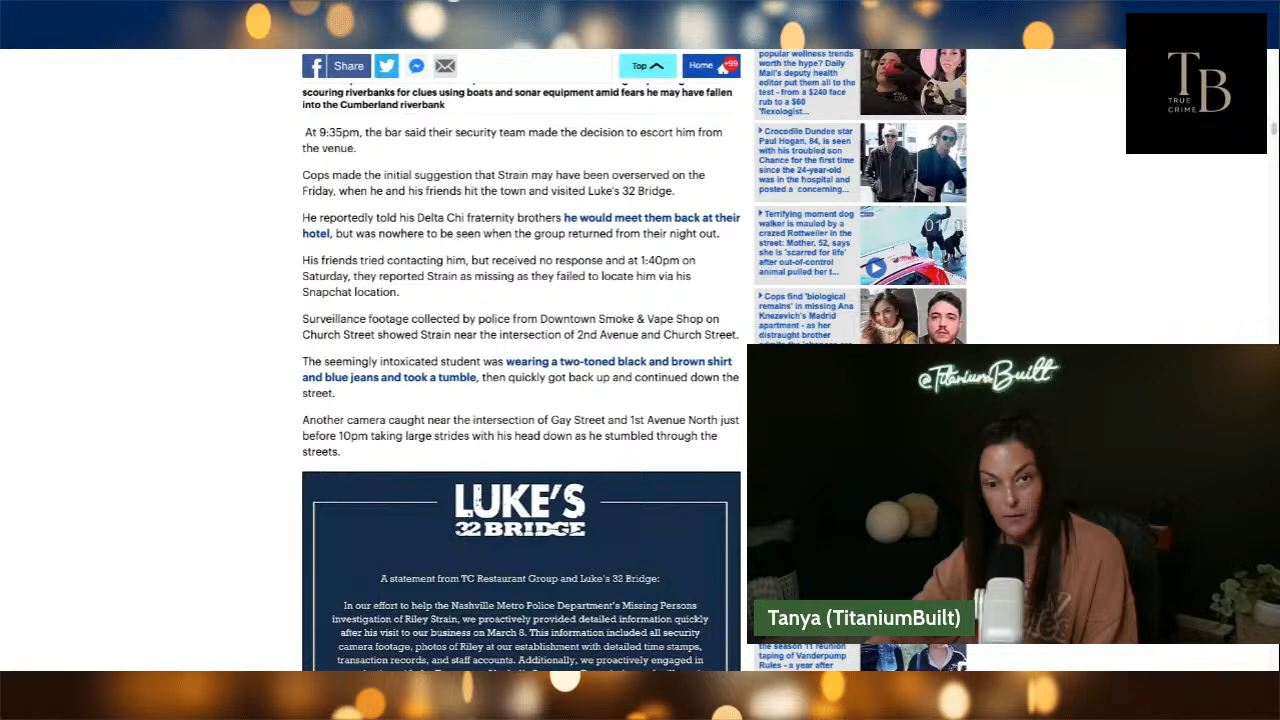 Share
Top
Home
+99
scouring riverbanks for clues using boats and sonar equipment amid fears he may have fallen
into the Cumberland riverbank
At 9:35pm, the bar said their security team made the decision to escort him from
the venue.
Cops made the initial suggestion that Strain may have been overserved on the
Friday, when he and his friends hit the town and visited Luke's 32 Bridge.
He reportedly told his Delta Chi fraternity brothers he would meet them back at their
hotel, but was nowhere to be seen when the group returned from their night out.
His friends tried contacting him, but received no response and at 1:40pm on
Saturday, they reported Strain as missing as they failed to locate him via his
Snapchat location.
Surveillance footage collected by police from Downtown Smoke & Vape Shop on
Church Street showed Strain near the intersection of 2nd Avenue and Church Street.
The seemingly intoxicated student was wearing a two-toned black and brown shirt
and blue jeans and took a tumble, then quickly got back up and continued down the
street.
Another camera caught near the intersection of Gay Street and 1st Avenue North just
before 10pm taking large strides with his head down as he stumbled through the
streets.
LUKE'S
32 BRIDGE
A statement from TC Restaurant Group and Luke's 32 Bridge:
In our effort to help the Nashville Metro Police Department's Missing Persons
investigation of Riley Strain, we proactively provided detailed information quickly
after his visit to our business on March 8. This information included all security
camera footage, photos of Riley at our establishment with detailed time stamps,
transaction records, and staff accounts. Additionally, we proactively engaged in
popular wellness trends
worth the hype? Daily
Mail's deputy health
editor put them all to the
test - from a $240 face
rub to a $60
'flexologist...
Crocodile Dundee star
Paul Hogan, 84, is seen
with his troubled son
Chance for the first time
since the 24-year-old
was in the hospital and
posted a concerning...
Terrifying moment dog
walker is mauled by a
crazed Rottweiler in the
street: Mother, 52, says
she is 'scarred for life'
after out-of-control
animal pulled her t...
Cops find 'biological
remains' in missing Ana
Knezevich's Madrid
apartment - as her
distraught brother
the season 11 reunion
taping of Vanderpump
Rules - a year after
TB
TRUE
CRIME
@TitaniumBuilt
Tanya (TitaniumBuilt)